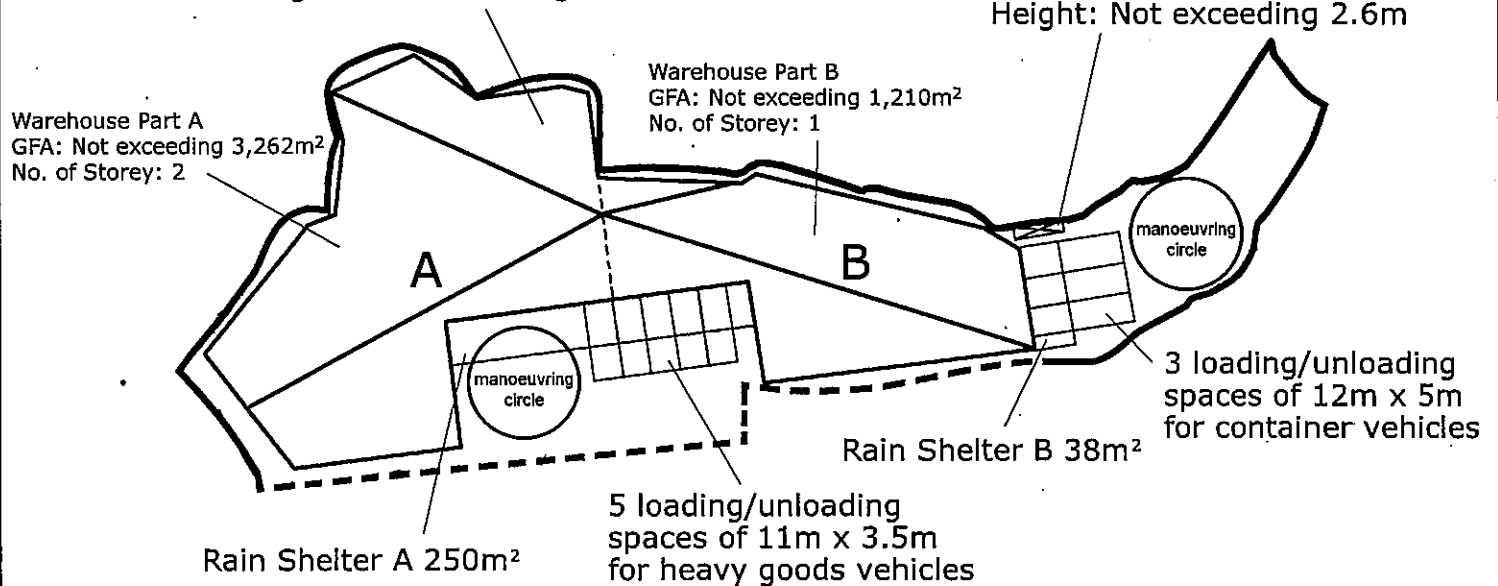 Height: Not exceeding 2.6m
Warehouse Part B
GFA: Not exceeding 1,210m²
No. of Storey: 1
Warehouse Part A
GFA: Not exceeding 3,262m²
No. of Storey: 2
A
B
manoeuvring
circle
manoeuvring
circle
3 loading/unloading
spaces of 12m x 5m
for container vehicles
Rain Shelter B 38m²
5 loading/unloading
spaces of 11m x 3.5m
for heavy goods vehicles
Rain Shelter A 250m²